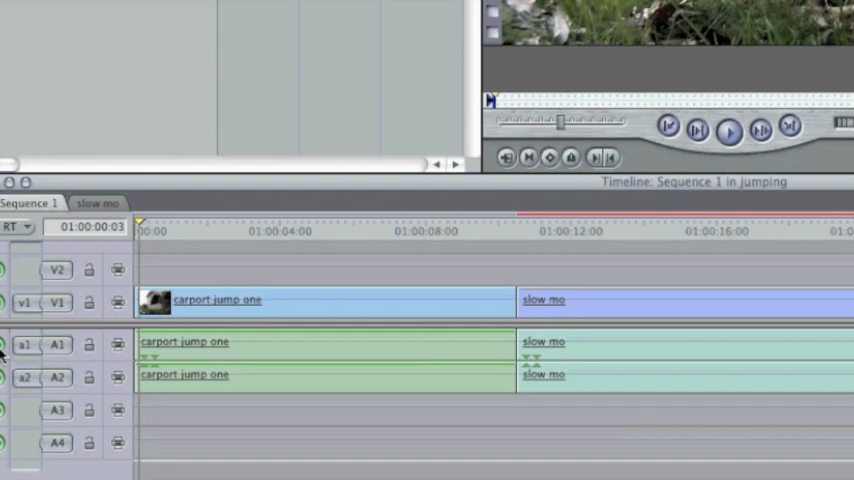 Timeline: Sequence 1 in jumping
Sequence 1
slow mo
RT
01:00:00:03
00:00
01:00:04:00
01:00:08:00
01:00:12:00
01:00:16:00
V2
v1
V1
carport jump one
slow mo
a1
A1
carport jump one
slow mo
a2
A2
carport jump one
slow mo
A3
A4